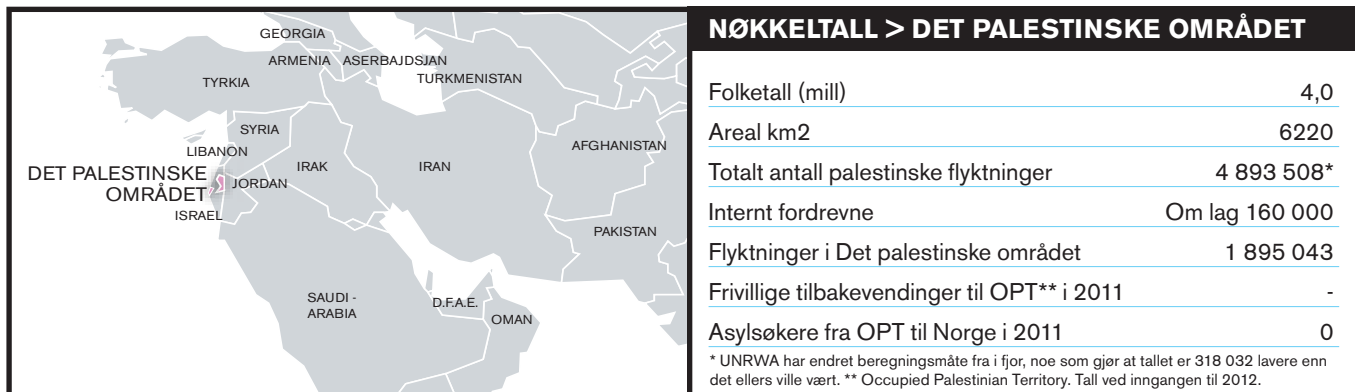 GEORGIA
ARMENIA
ASERBAJDSJAN
TYRKIA
TURKMENISTAN
SYRIA
LIBANON
AFGHANISTAN
IRAK
IRAN
DET PALESTINSKE
OMRÅDET
JORDAN
ISRAEL
PAKISTAN
SAUDI -
ARABIA
D.F.A.E.
OMAN
NØKKELTALL > DET PALESTINSKE OMRÅDET
Folketall (mill) 4,0
Areal km2 6220
Totalt antall palestinske flyktninger 4 893 508*
Internt fordrevne Om lag 160 000
Flyktninger i Det palestinske området 1 895 043
Frivillige tilbakevendinger til OPT** i 2011 -
Asylsøkere fra OPT til Norge i 2011 0
* UNRWA har endret beregningsmåte fra i fjor, noe som gjør at tallet er 318 032 lavere enn
det ellers ville vært. ** Occupied Palestinian Territory. Tall ved inngangen til 2012.